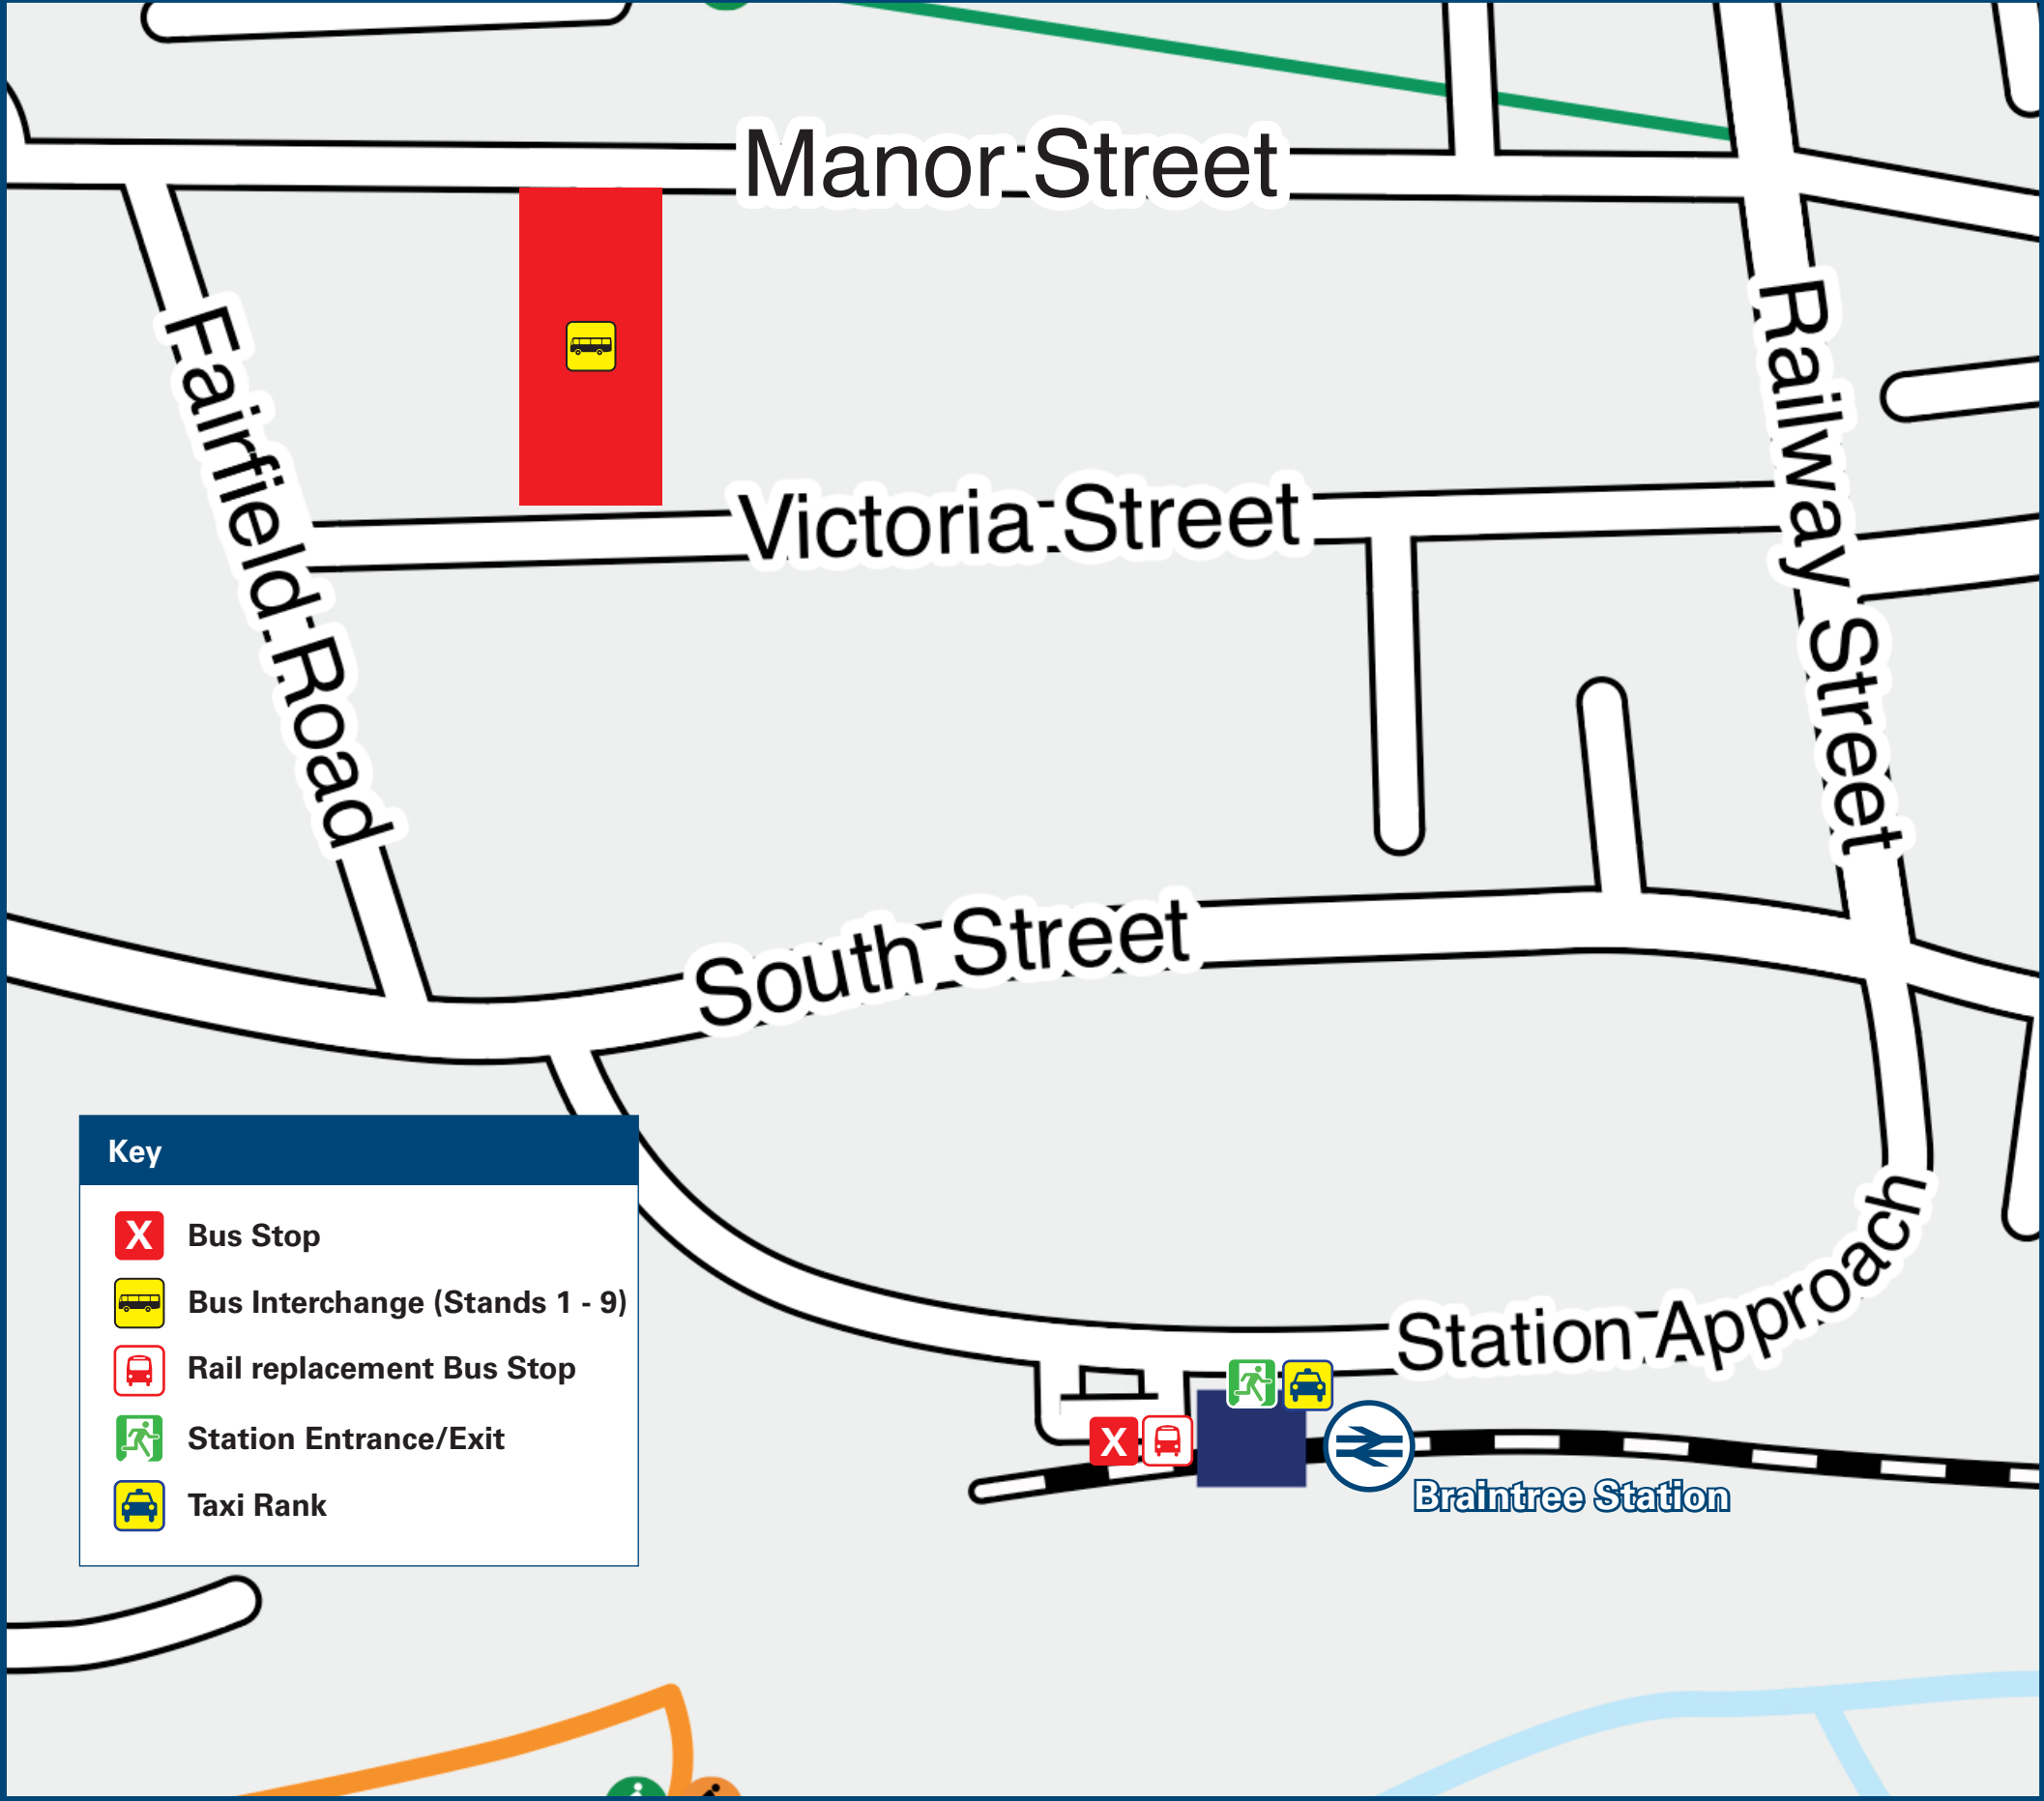 Manor Street
Fairfield Road
Railway Street
Victoria Street
South Street
Station Approach
Key
X Bus Stop
Bus Interchange (Stands 1 - 9)
Rail replacement Bus Stop
Station Entrance/Exit
Taxi Rank
X
Braintree Station